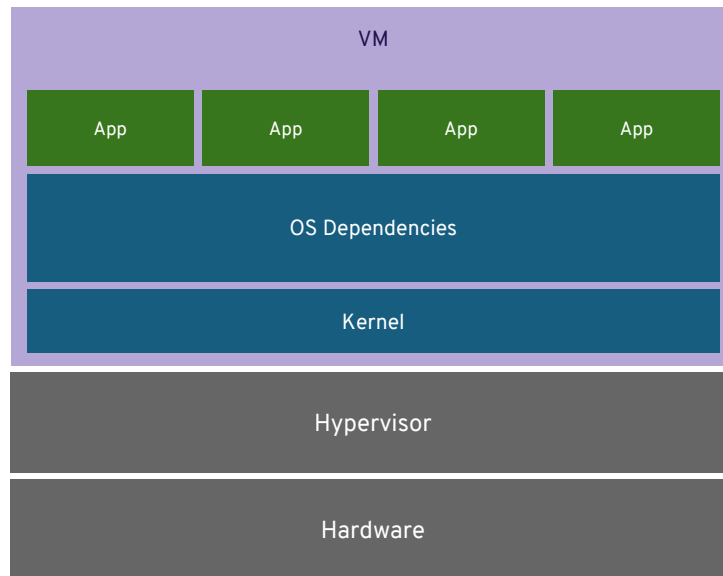 VM
App
App
App
App
OS Dependencies
Kernel
Hypervisor
Hardware